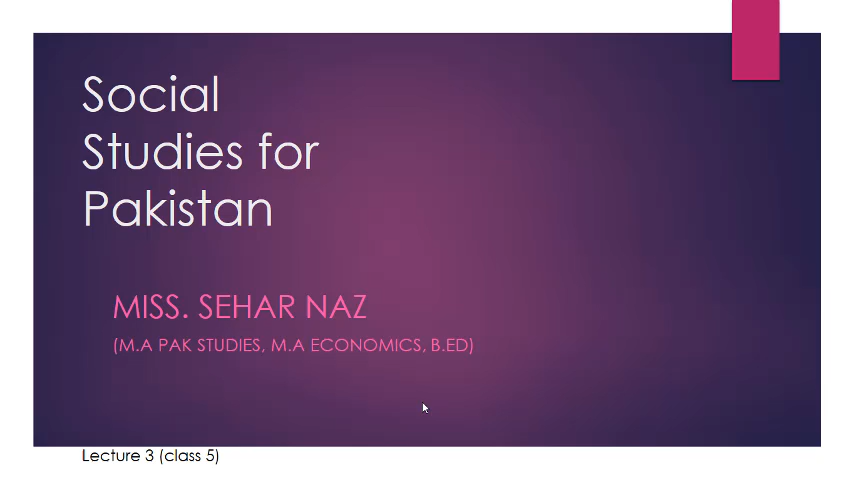 Social
Studies for
Pakistan
MISS. SEHAR NAZ
(M.A PAK STUDIES, M.A ECONOMICS, B.ED)
Lecture 3 (class 5)